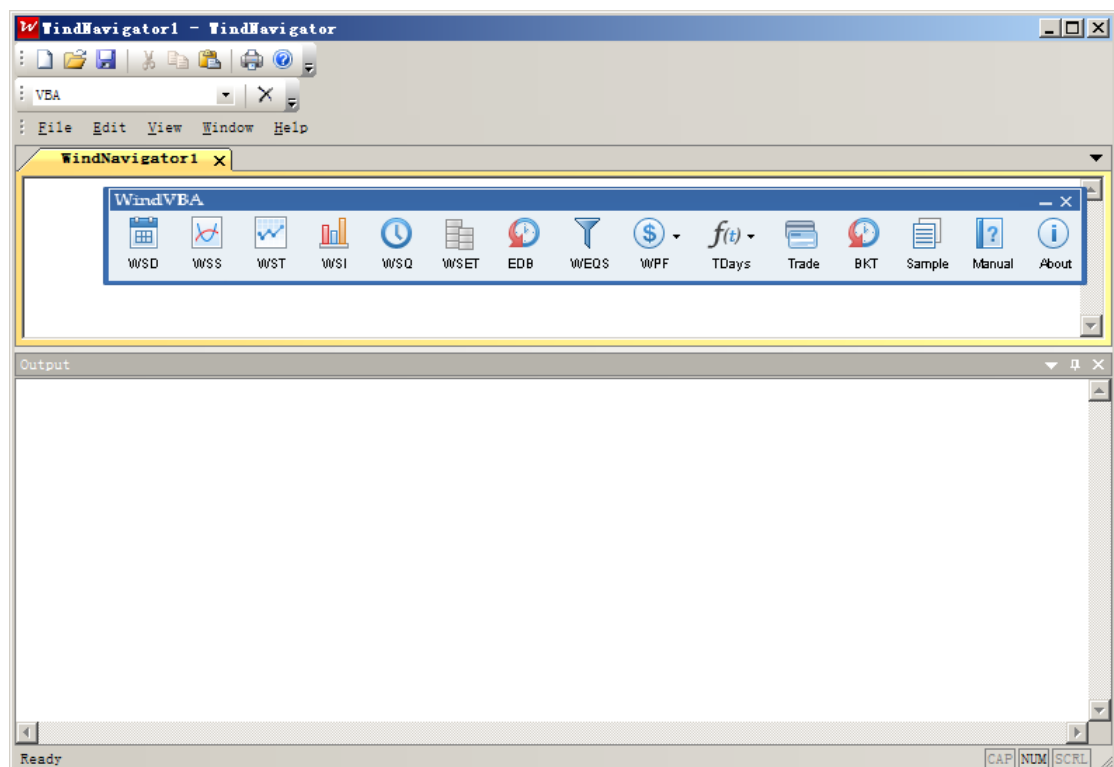 WindNavigator1 - WindNavigator
VBA
File Edit View Window Help
WindNavigator1
WindVBA
WSD WSS WST WSI WSQ WSET EDB WEQS WPF TDays Trade BKT Sample Manual About
Output
Ready CAP NUM SCRL